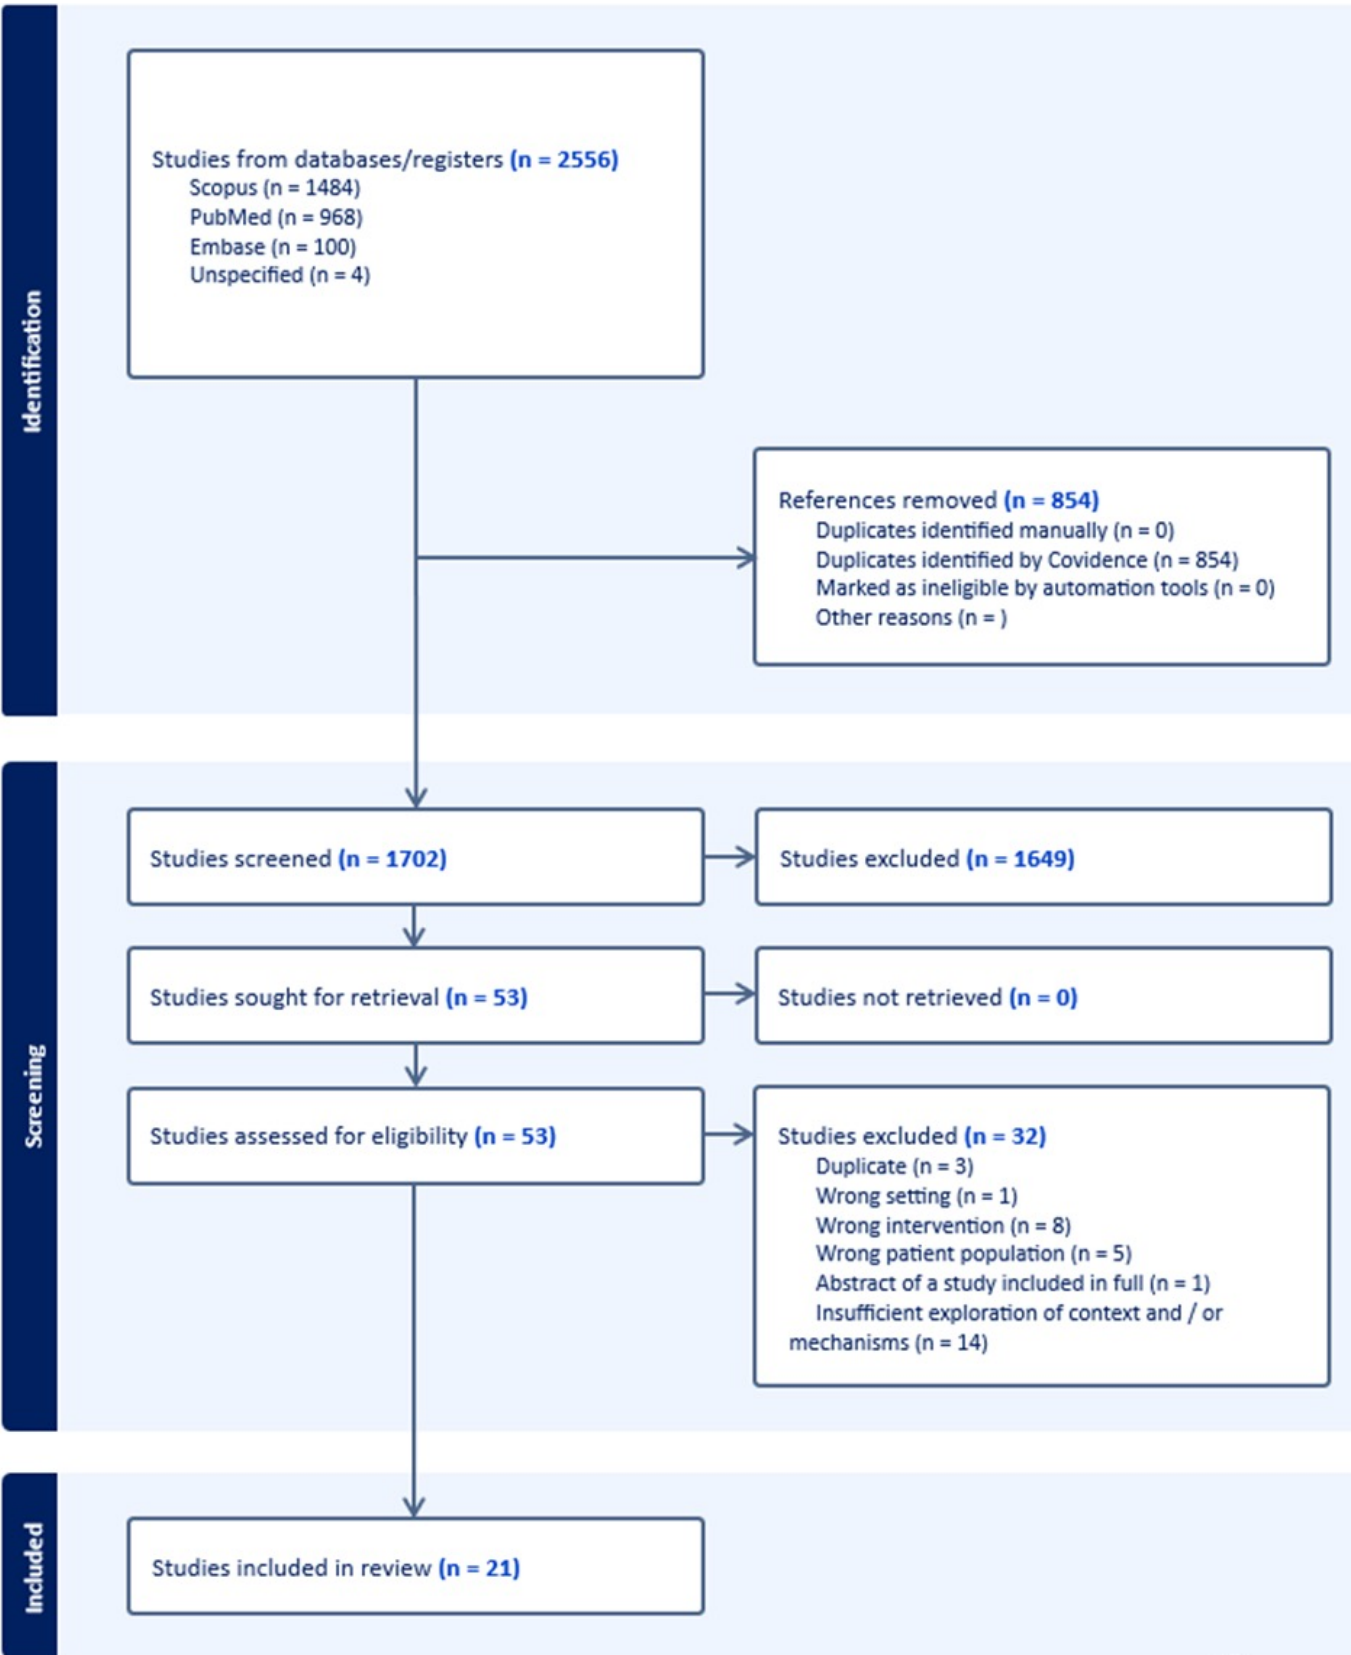 Identification
Studies from databases/registers (n = 2556)
Scopus (n = 1484)
PubMed (n = 968)
Embase (n = 100)
Unspecified (n = 4)
References removed (n = 854)
Duplicates identified manually (n = 0)
Duplicates identified by Covidence (n = 854)
Marked as ineligible by automation tools (n = 0)
Other reasons (n = )
Screening
Studies screened (n = 1702)
Studies excluded (n = 1649)
Studies sought for retrieval (n = 53)
Studies not retrieved (n = 0)
Studies assessed for eligibility (n = 53)
Studies excluded (n = 32)
Duplicate (n = 3)
Wrong setting (n = 1)
Wrong intervention (n = 8)
Wrong patient population (n = 5)
Abstract of a study included in full (n = 1)
Insufficient exploration of context and / or
mechanisms (n = 14)
Included
Studies included in review (n = 21)